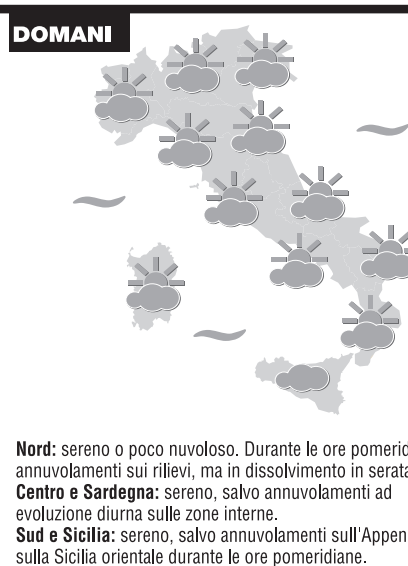 DOMANI
Nord: sereno o poco nuvoloso. Durante le ore pomerid
annuvolamenti sui rilievi, ma in dissolvimento in serata
Centro e Sardegna: sereno, salvo annuvolamenti ad
evoluzione diurna sulle zone interne.
Sud e Sicilia: sereno, salvo annuvolamenti sull'Appen
sulla Sicilia orientale durante le ore pomeridiane.